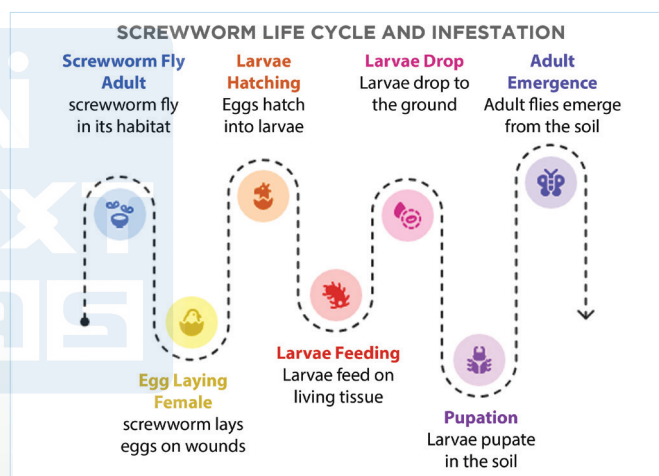 SCREWWORM LIFE CYCLE AND INFESTATION
Screwworm Fly
Adult
screwworm fly
in its habitat
Egg Laying
Female
screwworm lays
eggs on wounds
Larvae
Hatching
Eggs hatch
into larvae
Larvae Feeding
Larvae feed on
living tissue
Larvae Drop
Larvae drop to
the ground
Pupation
Larvae pupate
in the soil
Adult
Emergence
Adult flies emerge
from the soil